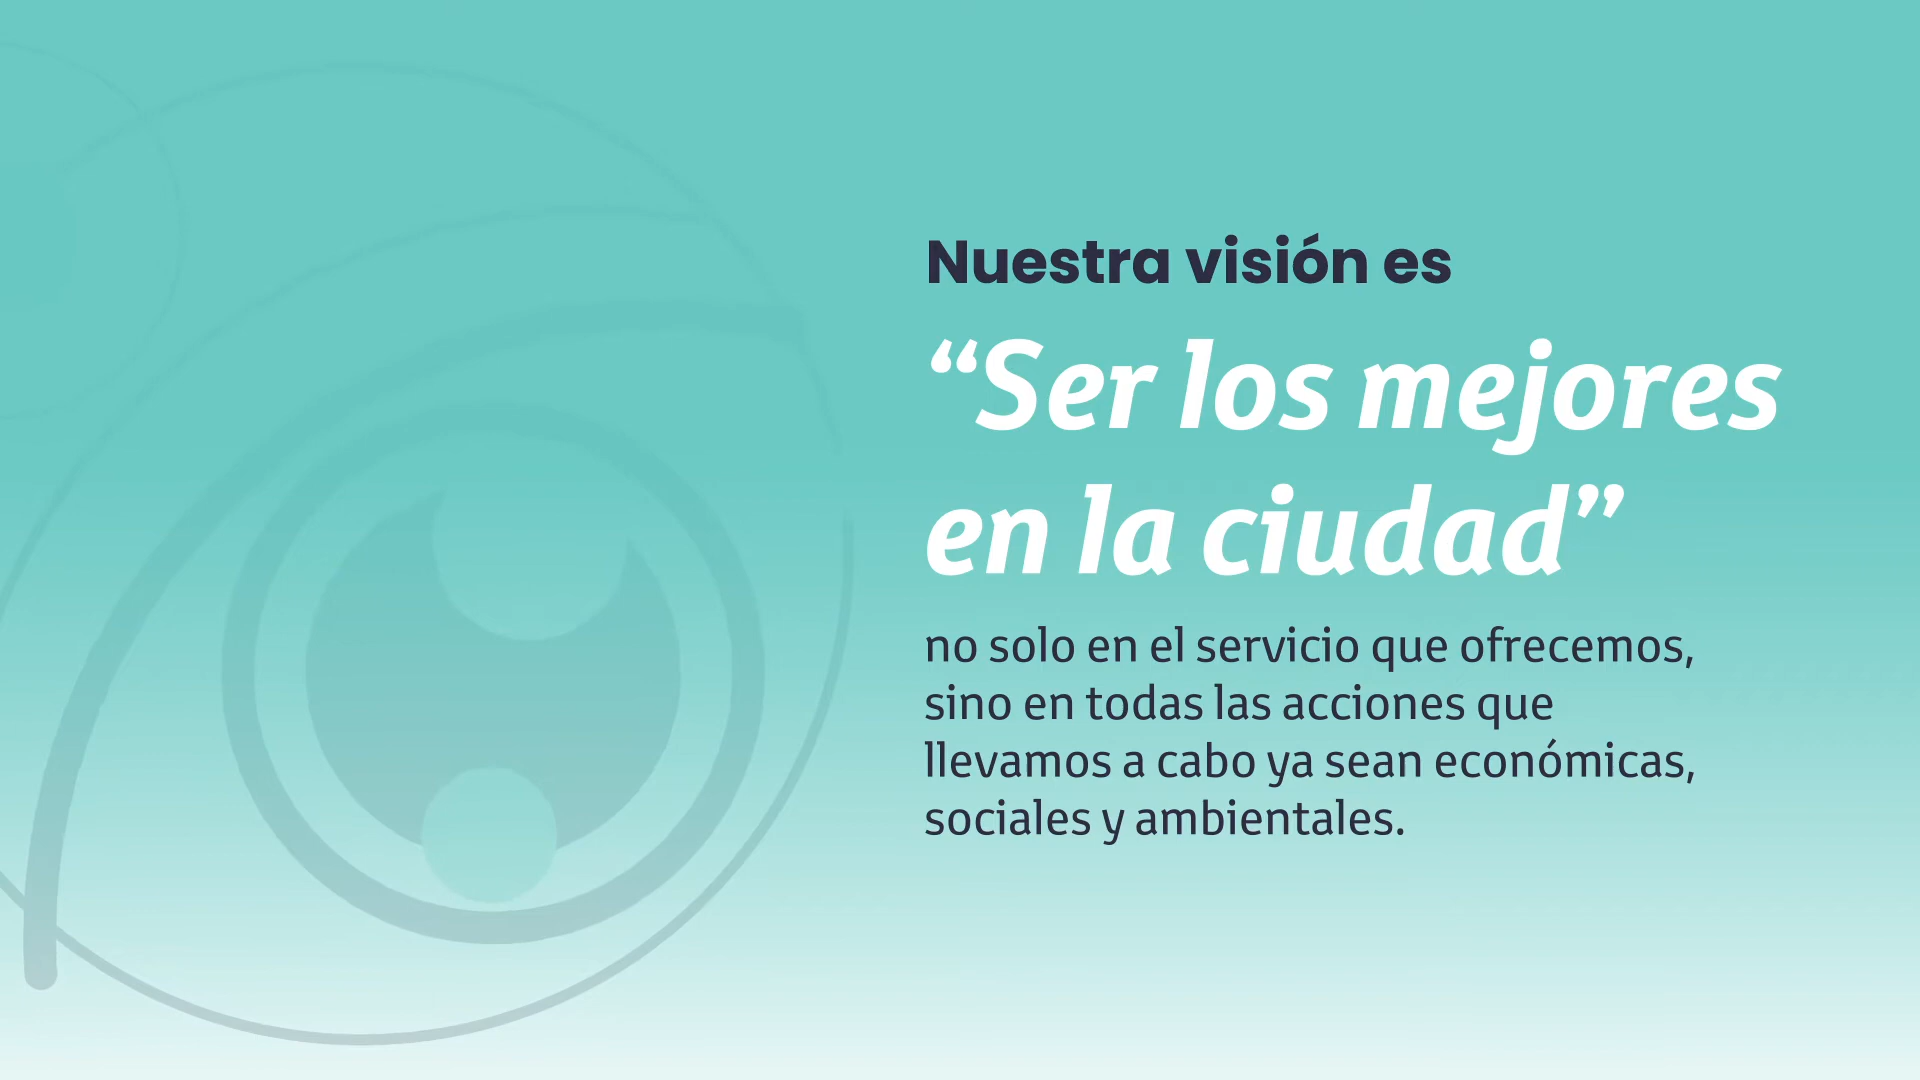 Nuestra visión es
“Ser los mejores
en la ciudad”
no solo en el servicio que ofrecemos,
sino en todas las acciones que
llevamos a cabo ya sean económicas,
sociales y ambientales.